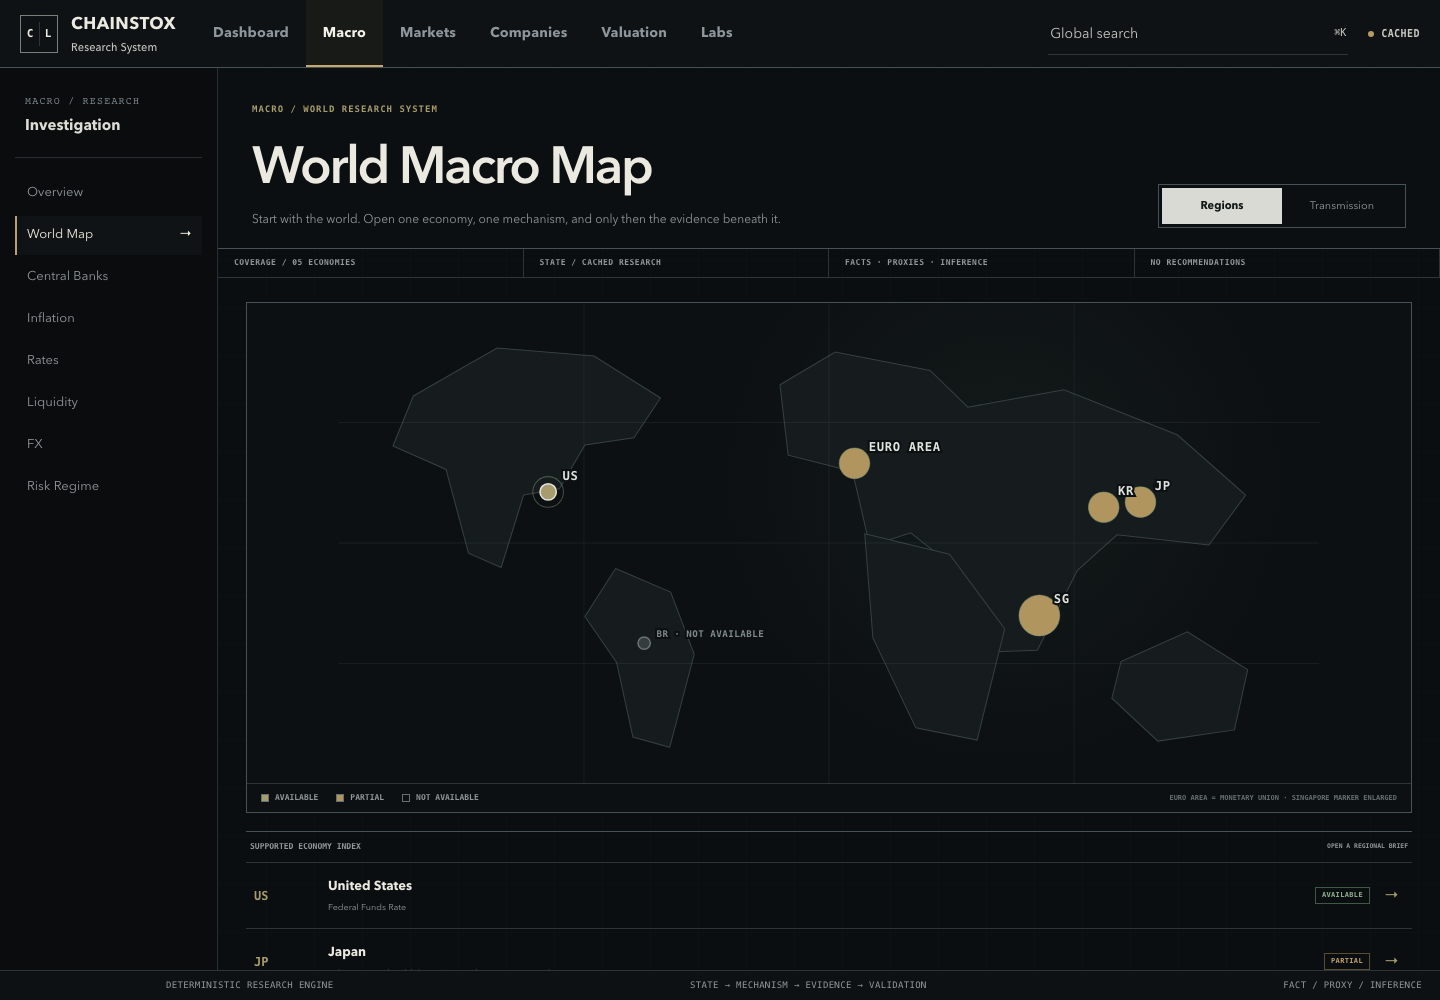 C L
CHAINSTOX
Research System
Dashboard
Macro
Markets
Companies
Valuation
Labs
Global search
⌘K
CACHED
MACRO / RESEARCH
Investigation
Overview
World Map →
Central Banks
Inflation
Rates
Liquidity
FX
Risk Regime
MACRO / WORLD RESEARCH SYSTEM
World Macro Map
Start with the world. Open one economy, one mechanism, and only then the evidence beneath it.
Regions
Transmission
COVERAGE / 05 ECONOMIES
STATE / CACHED RESEARCH
FACTS · PROXIES · INFERENCE
NO RECOMMENDATIONS
EURO AREA
US
KR
JP
SG
BR · NOT AVAILABLE
AVAILABLE
PARTIAL
NOT AVAILABLE
EURO AREA = MONETARY UNION · SINGAPORE MARKER ENLARGED
SUPPORTED ECONOMY INDEX
OPEN A REGIONAL BRIEF
US
United States
Federal Funds Rate
AVAILABLE →
JP
Japan
PARTIAL →
DETERMINISTIC RESEARCH ENGINE
STATE → MECHANISM → EVIDENCE → VALIDATION
FACT / PROXY / INFERENCE